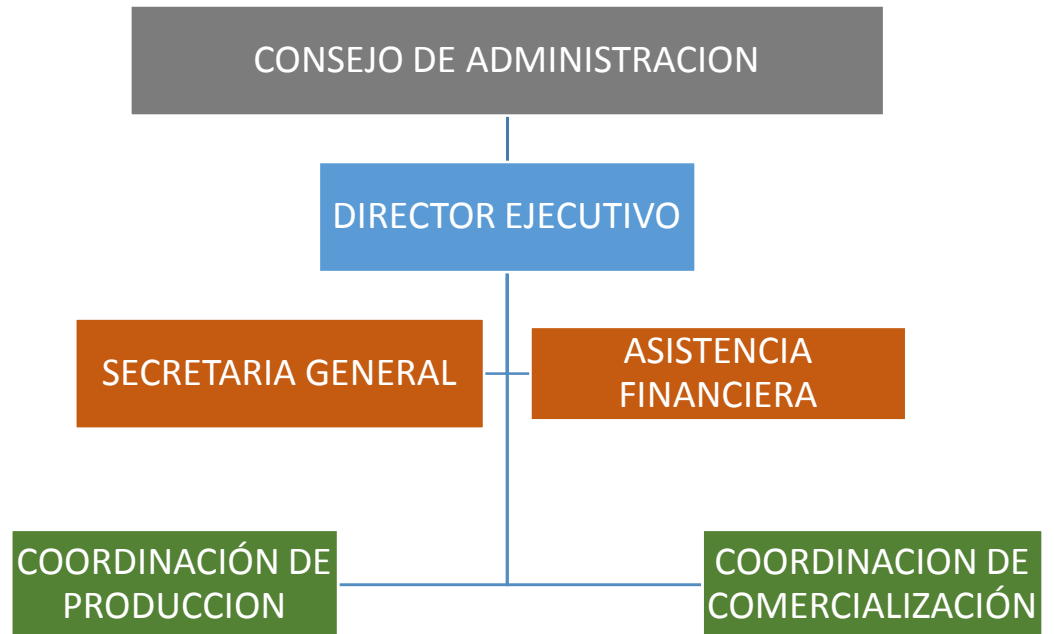 CONSEJO DE ADMINISTRACION
DIRECTOR EJECUTIVO
SECRETARIA GENERAL
ASISTENCIA
FINANCIERA
COORDINACIÓN DE
PRODUCCION
COORDINACION DE
COMERCIALIZACIÓN